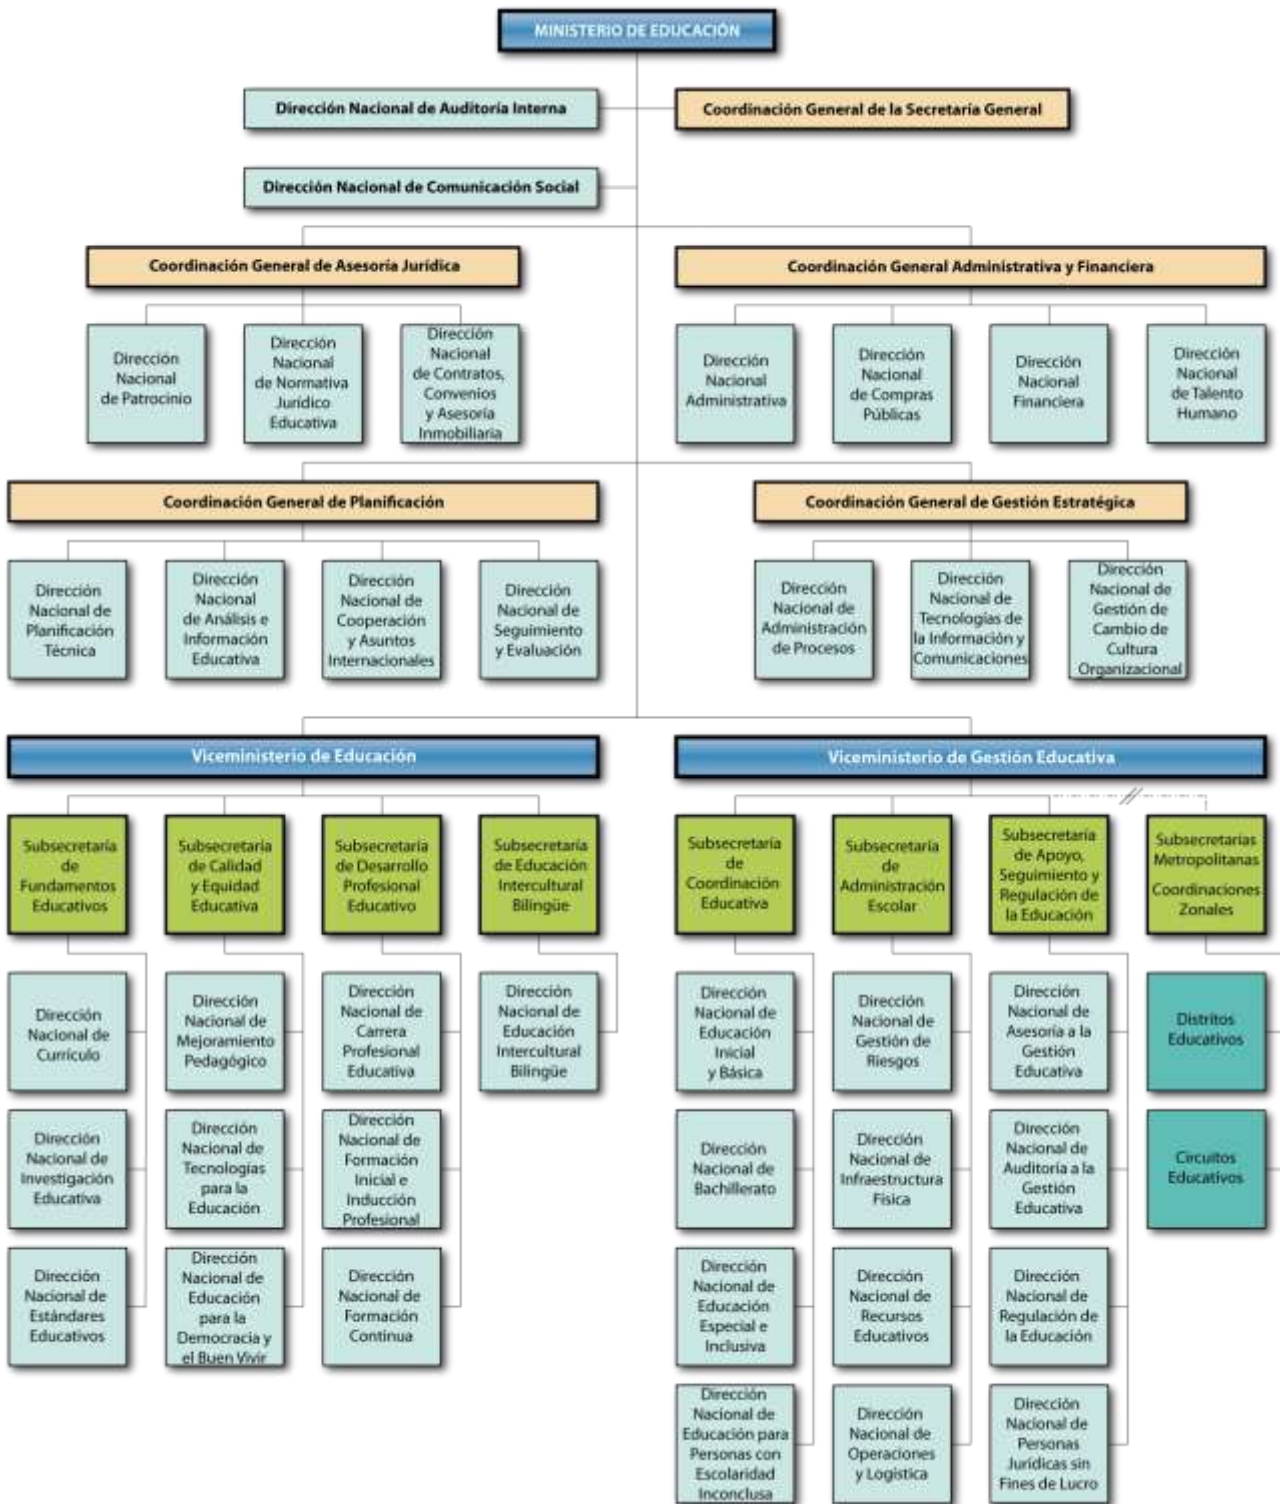 MINISTERIO DE EDUCACIÓN
Dirección Nacional de Auditoría Interna
Coordinación General de la Secretaría General
Dirección Nacional de Comunicación Social
Coordinación General de Asesoría Jurídica
Coordinación General Administrativa y Financiera
Dirección
Nacional
de Patrocinio
Dirección
Nacional
de Normativa
Jurídico
Educativa
Dirección
Nacional
de Contratos,
Convenios
y Asesoría
Inmobiliaria
Dirección
Nacional
Administrativa
Dirección
Nacional
de Compras
Públicas
Dirección
Nacional
Financiera
Dirección
Nacional
de Talento
Humano
Coordinación General de Planificación
Coordinación General de Gestión Estratégica
Dirección
Nacional de
Planificación
Técnica
Dirección
Nacional
de Análisis e
Información
Educativa
Dirección
Nacional de
Cooperación
y Asuntos
Internacionales
Dirección
Nacional de
Seguimiento
y Evaluación
Dirección
Nacional de
Administración
de Procesos
Dirección
Nacional de
Tecnologías de
la Información y
Comunicaciones
Dirección
Nacional de
Gestión de
Cambio de
Cultura
Organizacional
Viceministerio de Educación
Viceministerio de Gestión Educativa
Subsecretaría
de
Fundamentos
Educativos
Subsecretaría
de Calidad
y Equidad
Educativa
Subsecretaría
de Desarrollo
Profesional
Educativo
Subsecretaría
de Educación
Intercultural
Bilingüe
Subsecretaría
de
Coordinación
Educativa
Subsecretaría
de
Administración
Escolar
Subsecretaría
de Apoyo,
Seguimiento y
Regulación de
la Educación
Subsecretarías
Metropolitanas
Coordinaciones
Zonales
Dirección
Nacional de
Currículo
Dirección
Nacional de
Mejoramiento
Pedagógico
Dirección
Nacional de
Carrera
Profesional
Educativa
Dirección
Nacional de
Educación
Intercultural
Bilingüe
Dirección
Nacional de
Educación
Inicial
y Básica
Dirección
Nacional de
Gestión de
Riesgos
Dirección
Nacional de
Asesoría a la
Gestión
Educativa
Distritos
Educativos
Dirección
Nacional de
Investigación
Educativa
Dirección
Nacional de
Tecnologías
para la
Educación
Dirección
Nacional de
Formación
Inicial e
Inducción
Profesional
Dirección
Nacional de
Bachillerato
Dirección
Nacional de
Infraestructura
Física
Dirección
Nacional de
Auditoría a la
Gestión
Educativa
Circuitos
Educativos
Dirección
Nacional de
Estándares
Educativos
Dirección
Nacional de
Educación
para la
Democracia y
el Buen Vivir
Dirección
Nacional de
Formación
Continua
Dirección
Nacional de
Educación
Especial e
Inclusiva
Dirección
Nacional de
Recursos
Educativos
Dirección
Nacional de
Regulación de
la Educación
Dirección
Nacional de
Educación para
Personas con
Escolaridad
Inconclusa
Dirección
Nacional de
Operaciones
y Logística
Dirección
Nacional de
Personas
Jurídicas sin
Fines de Lucro